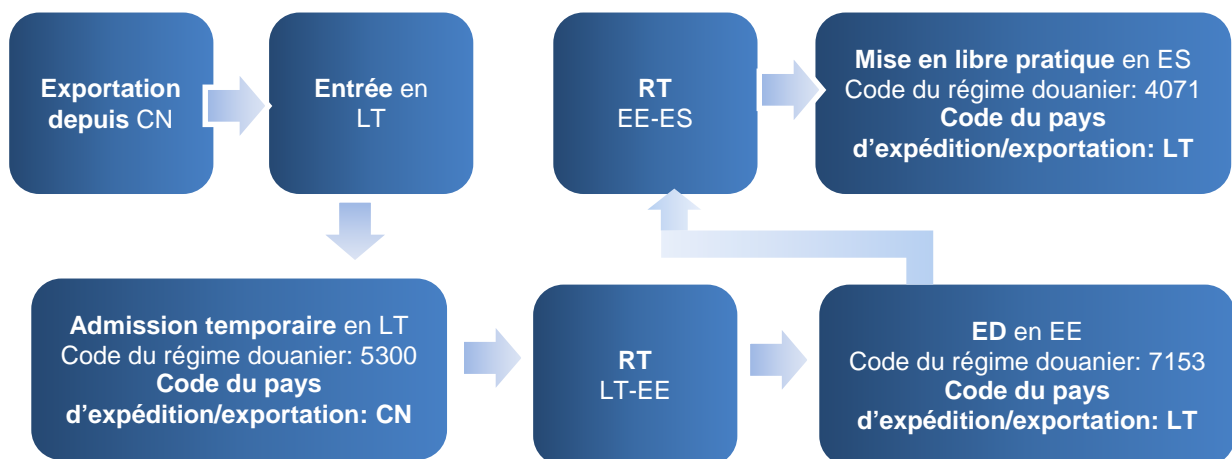 Exportation
depuis CN
Entrée en
LT
Admission temporaire en LT
Code du régime douanier: 5300
Code du pays
d'expédition/exportation: CN
RT
LT-EE
ED en EE
Code du régime douanier: 7153
Code du pays
d'expédition/exportation: LT
RT
EE-ES
Mise en libre pratique en ES
Code du régime douanier: 4071
Code du pays
d'expédition/exportation: LT